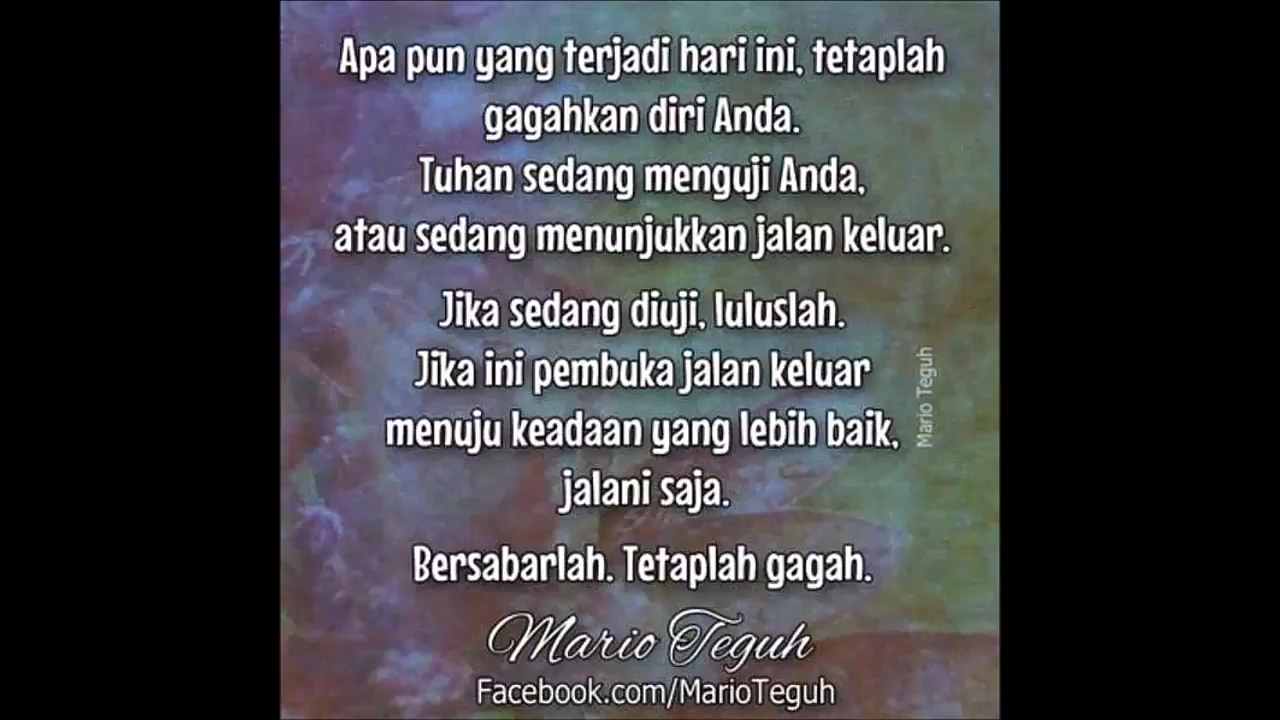 Apa pun yang terjadi hari ini, tetaplah
gagahkan diri Anda.
Tuhan sedang menguji Anda,
atau sedang menunjukkan jalan keluar.
Jika sedang diuji, luluslah.
Jika ini pembuka jalan keluar
menuju keadaan yang lebih baik,
jalani saja.
Bersabarlah. Tetaplah gagah.
Mario Teguh
Facebook.com/MarioTeguh
Mario Teguh